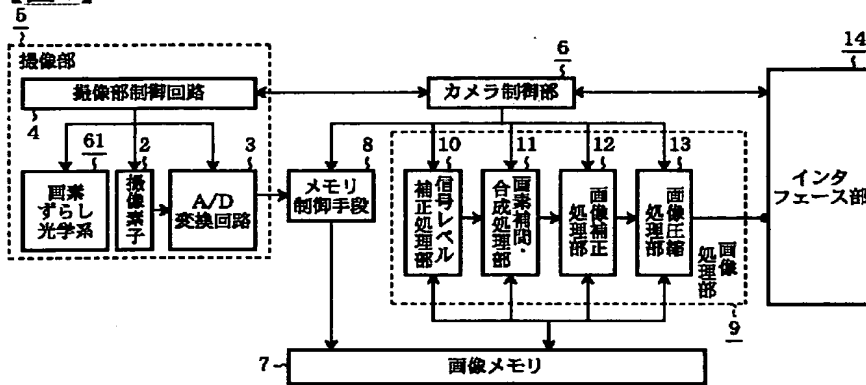 5
撮像部
撮像部制御回路
4
6
カメラ制御部
14
インタ
フェース部
61
画素
ずらし
光学系
2
撮像素子
3
A/D
変換回路
8
メモリ
制御手段
10
信号レベル
補正処理部
11
画素補間・
合成処理部
12
画像補正
処理部
13
画像圧縮
処理部
画像
処理部
9
7
画像メモリ